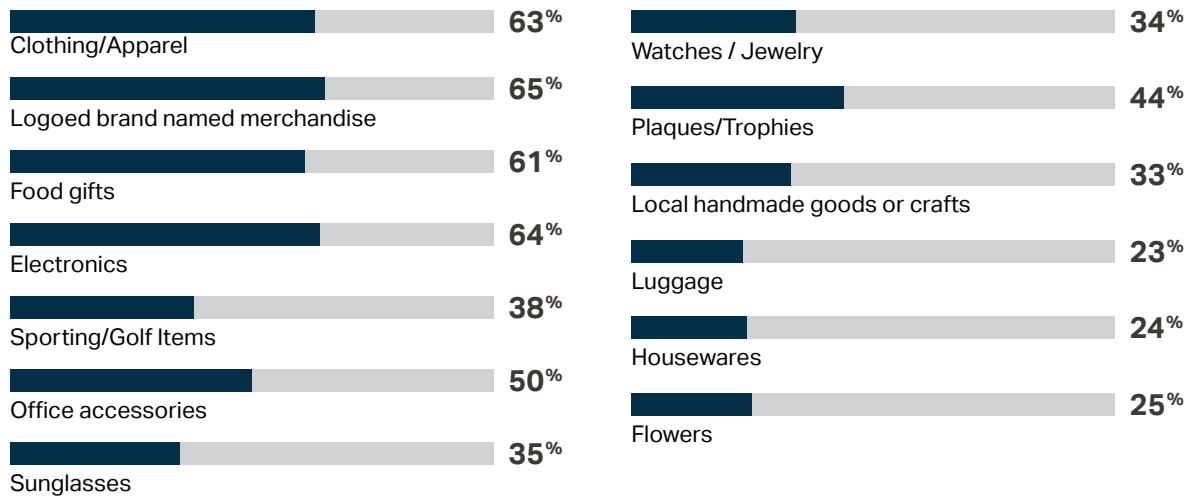 63%
Clothing/Apparel
65%
Logoed brand named merchandise
61%
Food gifts
64%
Electronics
38%
Sporting/Golf Items
50%
Office accessories
35%
Sunglasses
34%
Watches / Jewelry
44%
Plaques/Trophies
33%
Local handmade goods or crafts
23%
Luggage
24%
Housewares
25%
Flowers